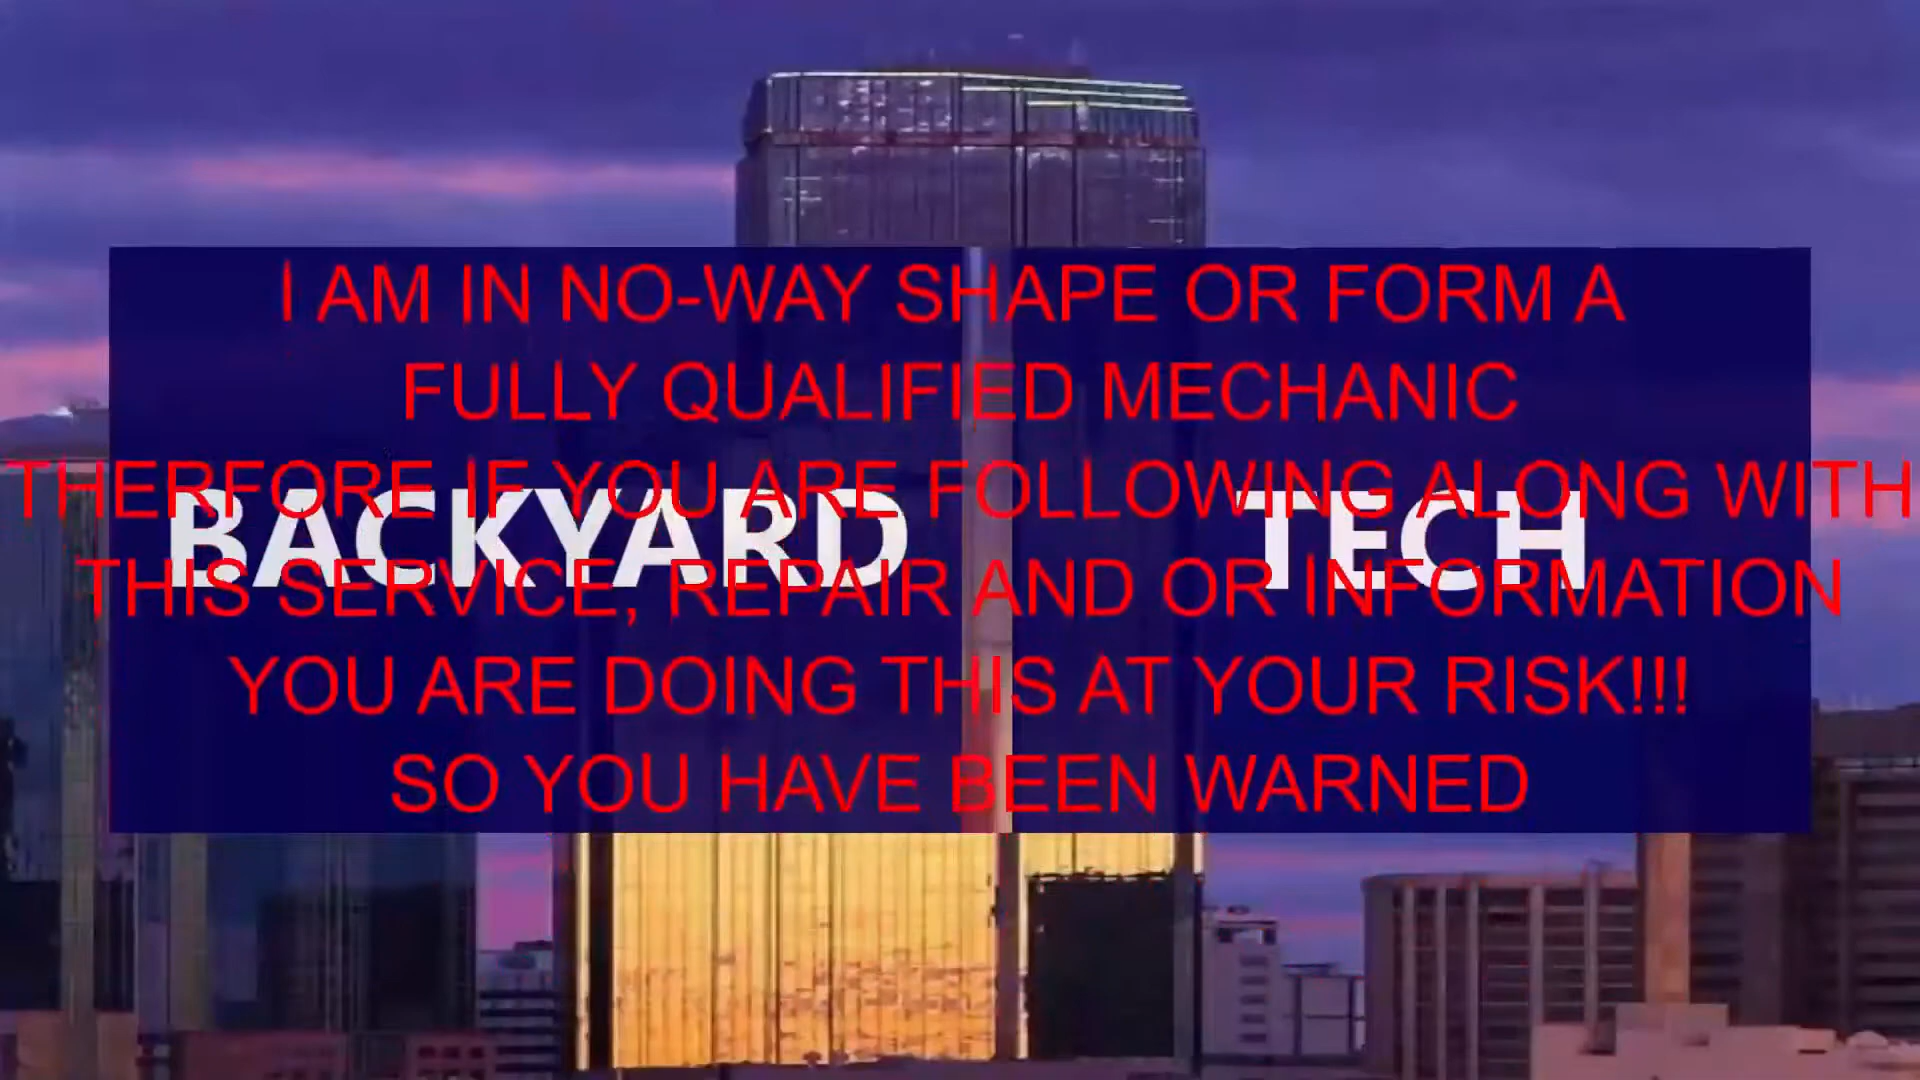 I AM IN NO-WAY SHAPE OR FORM A
FULLY QUALIFIED MECHANIC
THERFORE IF YOU ARE FOLLOWING ALONG WITH
BACKYARD TECH
THIS SERVICE, REPAIR AND OR INFORMATION
YOU ARE DOING THIS AT YOUR RISK!!!
SO YOU HAVE BEEN WARNED